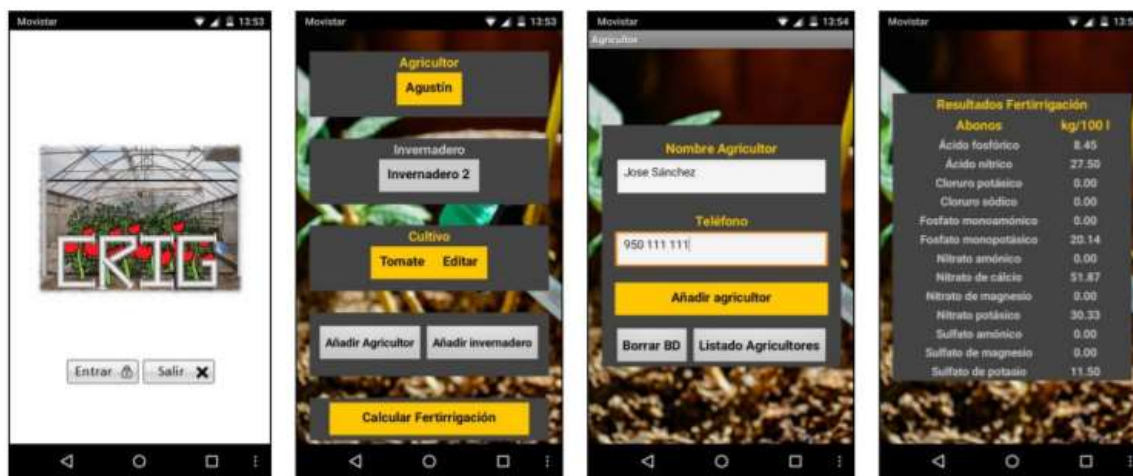 Movistar 13:53
CRIG
Entrar
Salir
Movistar 13:53
Agricultor
Agustín
Invernadero
Invernadero 2
Cultivo
Tomate Editar
Añadir Agricultor Añadir invernadero
Calcular Fertirrigación
Movistar 13:54
Agricultor
Nombre Agricultor
Jose Sánchez
Teléfono
950 111 111
Añadir agricultor
Borrar BD Listado Agricultores
Movistar
Resultados Fertirrigación
Abonos kg/100 l
Ácido fosfórico 8.45
Ácido nítrico 27.50
Cloruro potásico 0.00
Cloruro sódico 0.00
Fosfato monoamónico 0.00
Fosfato monopotásico 20.14
Nitrato amónico 0.00
Nitrato de cálcio 51.87
Nitrato de magnesio 0.00
Nitrato potásico 30.33
Sulfato amónico 0.00
Sulfato de magnesio 0.00
Sulfato de potasio 11.50